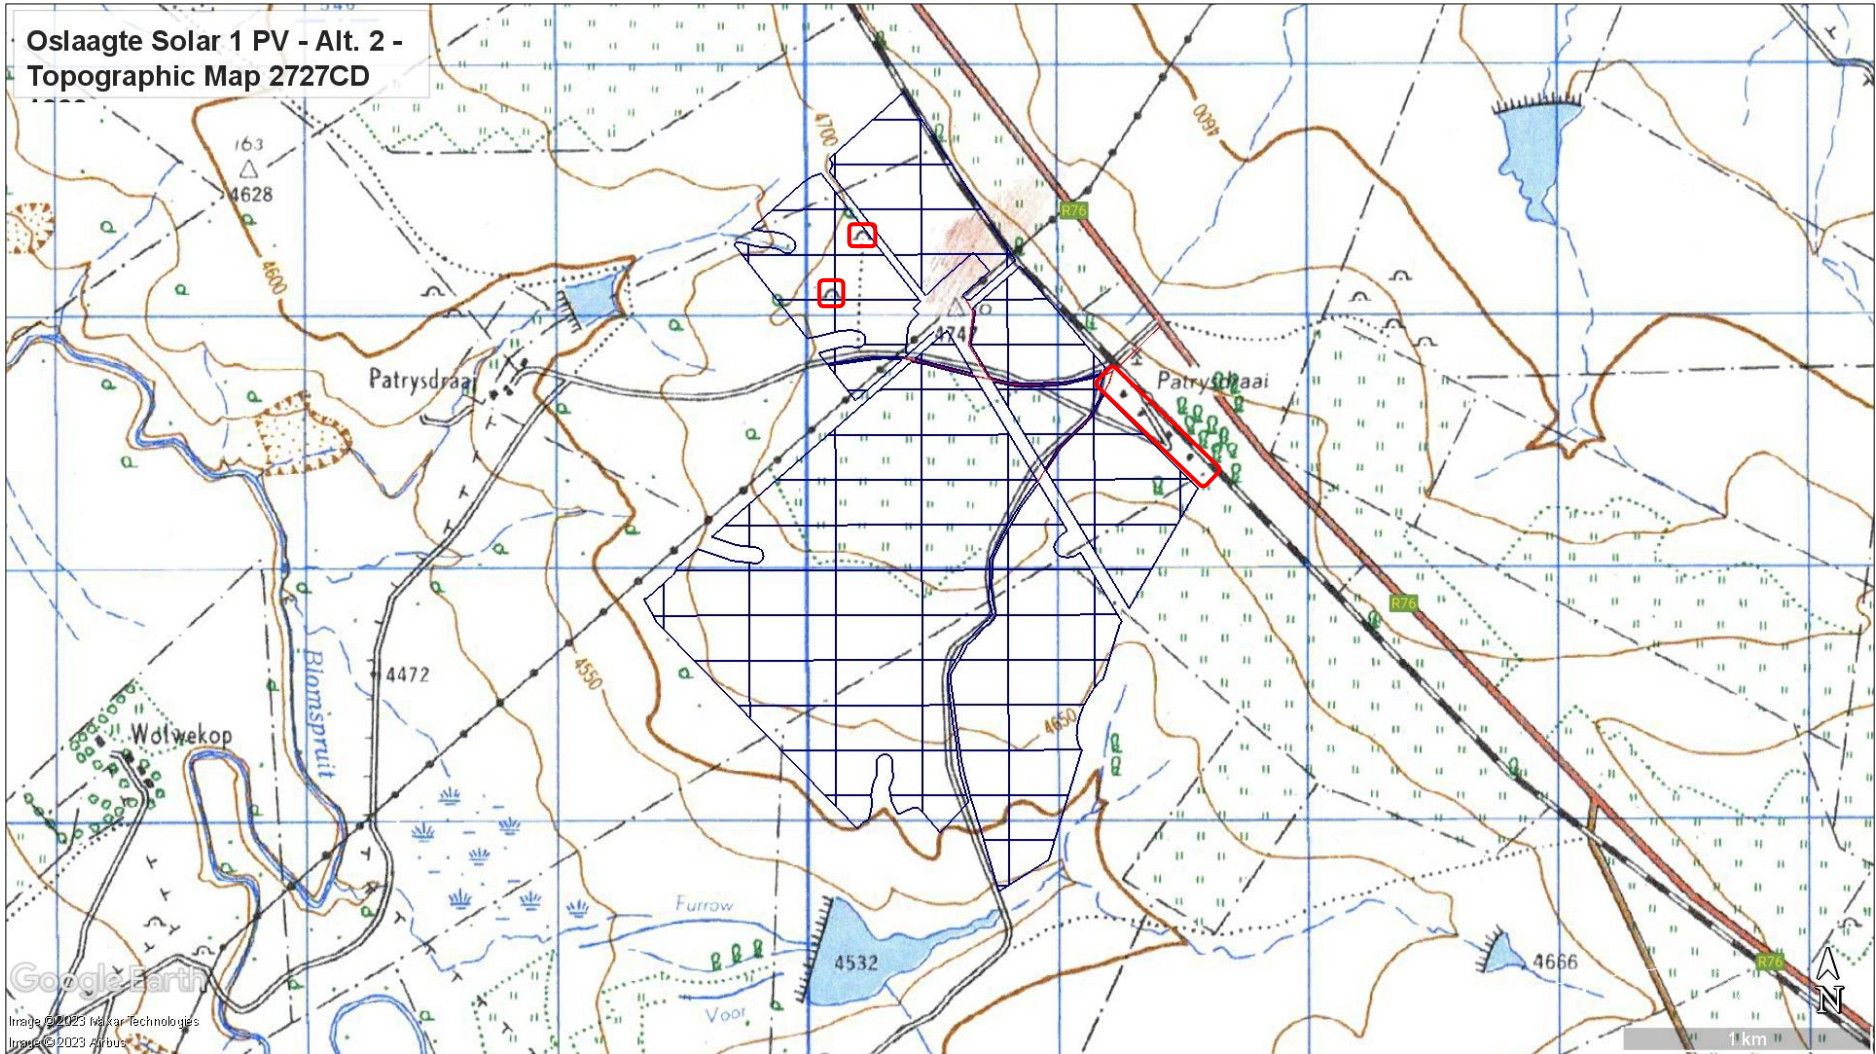 Oslaagte Solar 1 PV - Alt. 2 -
Topographic Map 2727CD
163
4628
4700
4600
R76
4600
4747
Patrysdraai
Patrysdraai
R76
4472
4550
4650
Blomspruit
Wolwekop
Furrow
4532
4666
R76
Voor
Google Earth
Image © 2023 Maxar Technologies
Image © 2023 Airbus
N
1 km